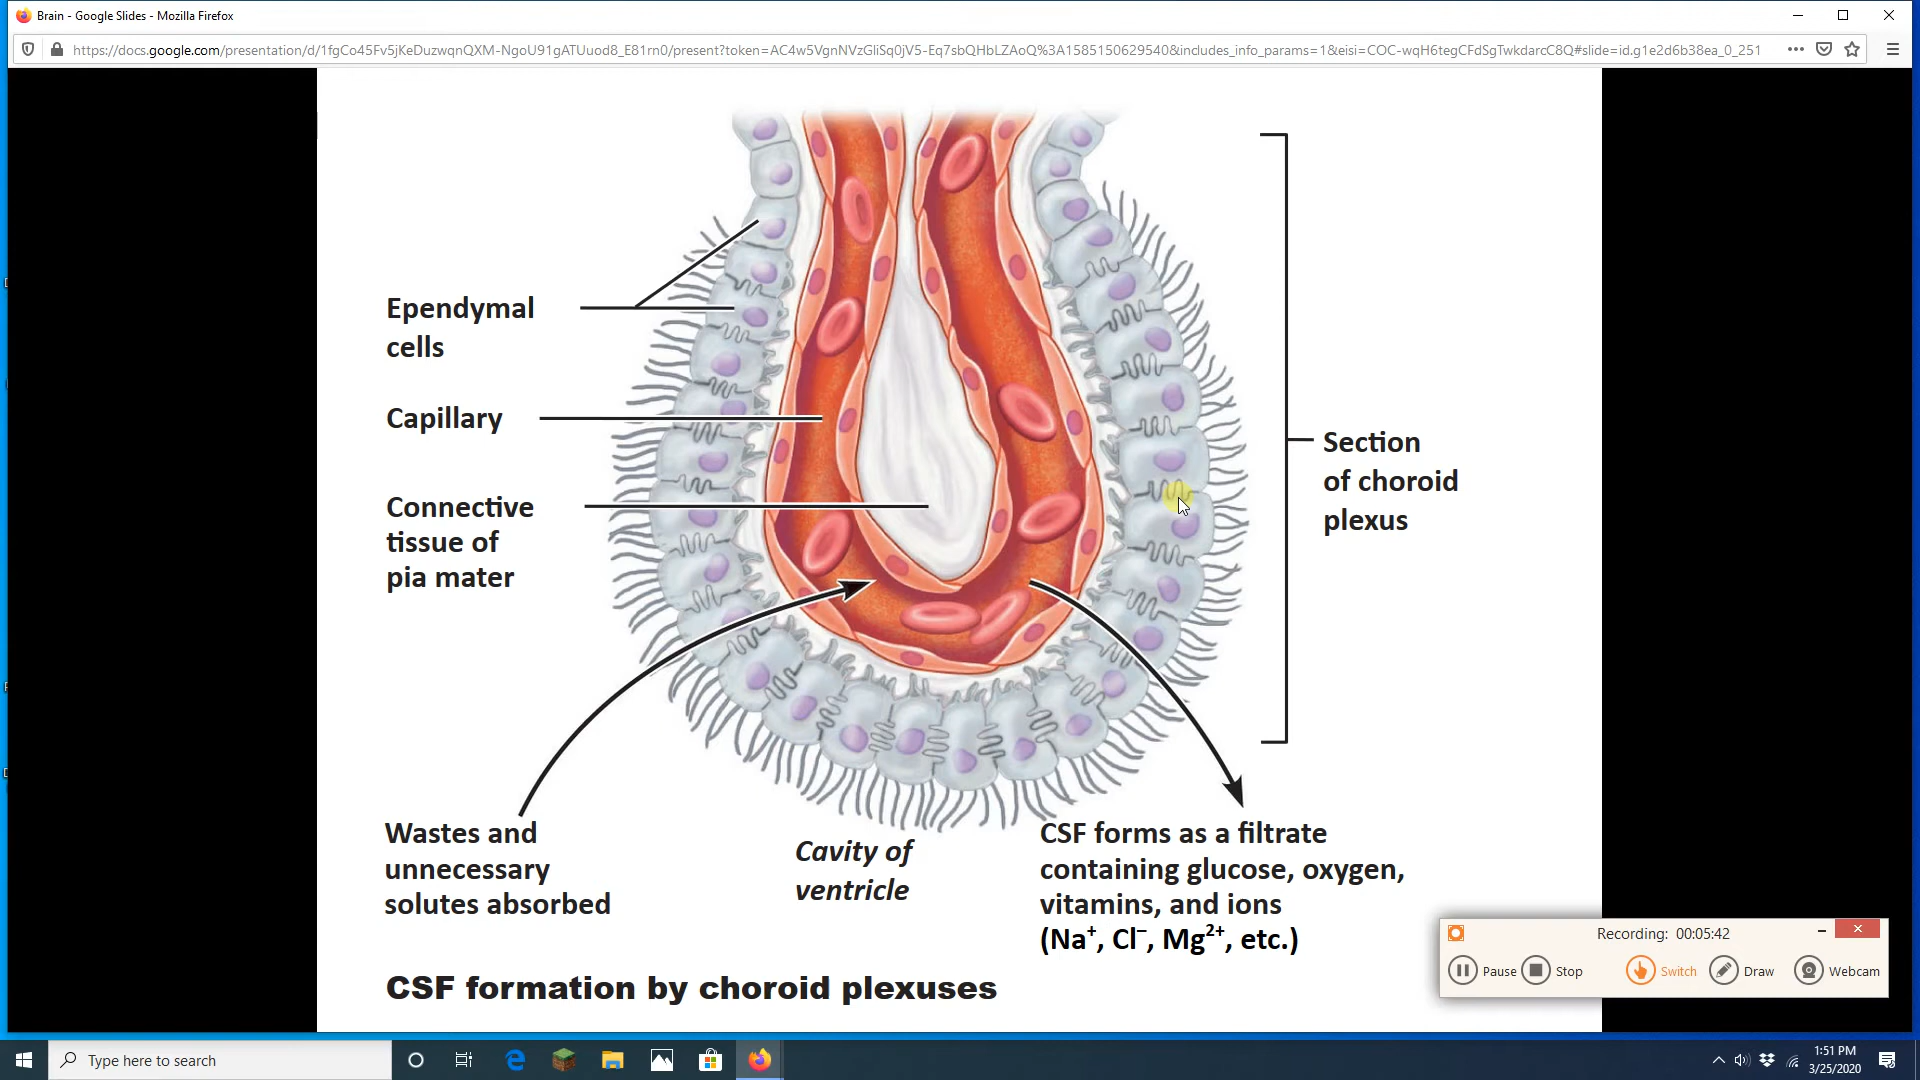 Brain - Google Slides - Mozilla Firefox
https://docs.google.com/presentation/d/1fgCo45Fv5jKeDuzwqnQXM-NgoU91gATUuod8_E81rn0/present?token=AC4w5VgnNVzGliSq0jV5-Eq7sbQHbLZAoQ%3A1585150629540&includes_info_params=1&eisi=COC-wqH6tegCFdSgTwkdarcC8Q#slide=id.g1e2d6b38ea_0_251
Ependymal
cells
Capillary
Connective
tissue of
pia mater
Section
of choroid
plexus
Wastes and
unnecessary
solutes absorbed
Cavity of
ventricle
CSF forms as a filtrate
containing glucose, oxygen,
vitamins, and ions
(Na⁺, Cl⁻, Mg²⁺, etc.)
CSF formation by choroid plexuses
Recording: 00:05:42
Pause Stop Switch Draw Webcam
Type here to search
1:51 PM
3/25/2020